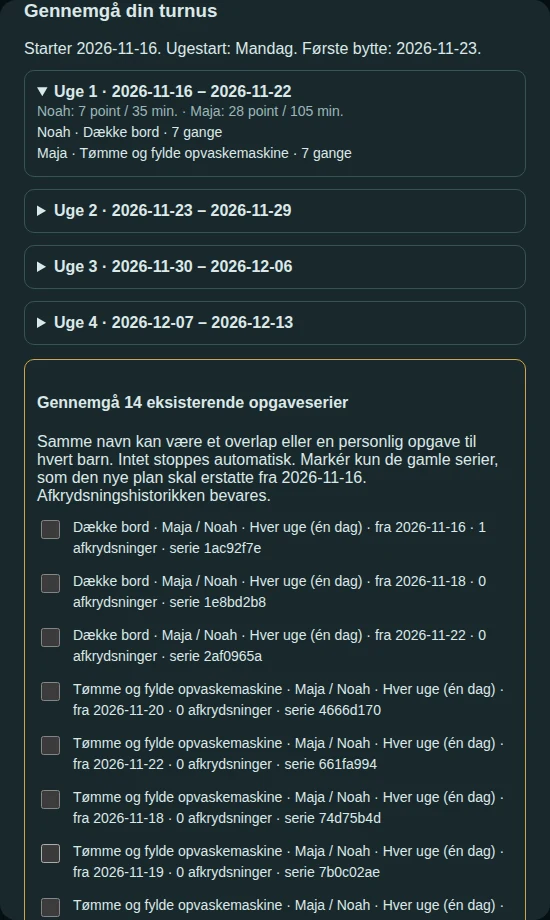 Gennemgå din turnus
Starter 2026-11-16. Ugestart: Mandag. Første bytte: 2026-11-23.
Uge 1 · 2026-11-16 – 2026-11-22
Noah: 7 point / 35 min. · Maja: 28 point / 105 min.
Noah · Dække bord · 7 gange
Maja · Tømme og fylde opvaskemaskine · 7 gange
Uge 2 · 2026-11-23 – 2026-11-29
Uge 3 · 2026-11-30 – 2026-12-06
Uge 4 · 2026-12-07 – 2026-12-13
Gennemgå 14 eksisterende opgaveserier
Samme navn kan være et overlap eller en personlig opgave til
hvert barn. Intet stoppes automatisk. Markér kun de gamle serier,
som den nye plan skal erstatte fra 2026-11-16.
Afkrydsningshistorikken bevares.
Dække bord · Maja / Noah · Hver uge (én dag) · fra 2026-11-16 · 1
afkrydsninger · serie 1ac92f7e
Dække bord · Maja / Noah · Hver uge (én dag) · fra 2026-11-18 · 0
afkrydsninger · serie 1e8bd2b8
Dække bord · Maja / Noah · Hver uge (én dag) · fra 2026-11-22 · 0
afkrydsninger · serie 2af0965a
Tømme og fylde opvaskemaskine · Maja / Noah · Hver uge (én dag) ·
fra 2026-11-20 · 0 afkrydsninger · serie 4666d170
Tømme og fylde opvaskemaskine · Maja / Noah · Hver uge (én dag) ·
fra 2026-11-22 · 0 afkrydsninger · serie 661fa994
Tømme og fylde opvaskemaskine · Maja / Noah · Hver uge (én dag) ·
fra 2026-11-18 · 0 afkrydsninger · serie 74d75b4d
Tømme og fylde opvaskemaskine · Maja / Noah · Hver uge (én dag) ·
fra 2026-11-19 · 0 afkrydsninger · serie 7b0c02ae
Tømme og fylde opvaskemaskine · Maja / Noah · Hver uge (én dag) ·